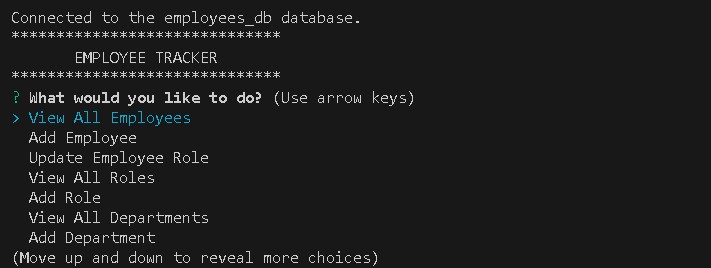 Connected to the employees_db database.
******************************
EMPLOYEE TRACKER
******************************
? What would you like to do? (Use arrow keys)
> View All Employees
Add Employee
Update Employee Role
View All Roles
Add Role
View All Departments
Add Department
(Move up and down to reveal more choices)